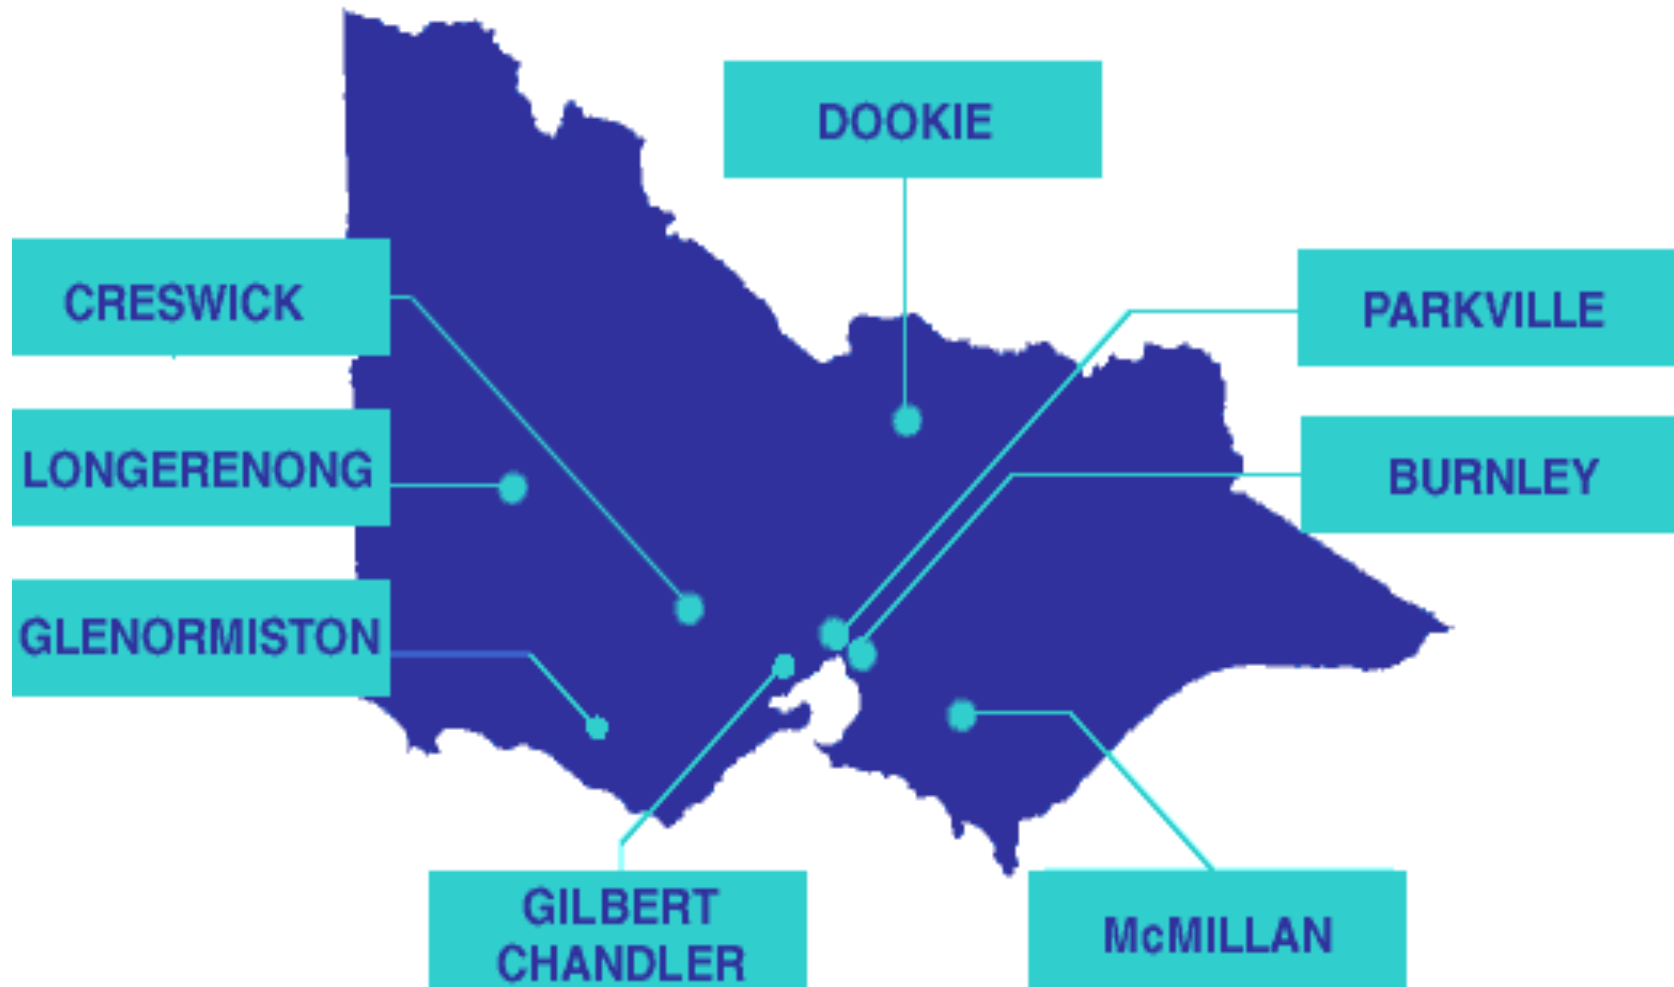 DOOKIE
CRESWICK
PARKVILLE
LONGERENONG
BURNLEY
GLENORMISTON
GILBERT
CHANDLER
McMILLAN